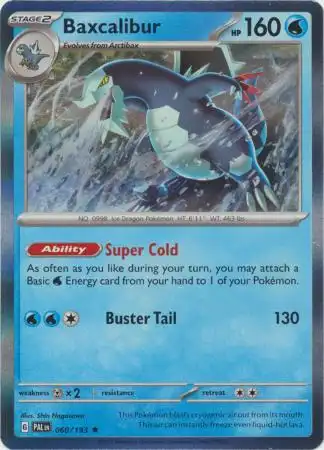 STAGE2
Baxcalibur
HP 160
Evolves from Arctibax
NO. 0998 Ice Dragon Pokémon HT: 6'11" WT: 463 lbs
Ability Super Cold
As often as you like during your turn, you may attach a
Basic Energy card from your hand to 1 of your Pokémon.
Buster Tail 130
weakness ×2 resistance retreat
Illus. Shin Nagasawa
G PAL EN 060/193 ★
This Pokémon blasts cryogenic air out from its
mouth. This air can instantly freeze even
liquid-hot lava.